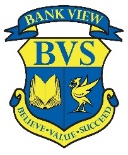 BANK VIEW
BVS
BELIEVE • VALUE • SUCCEED